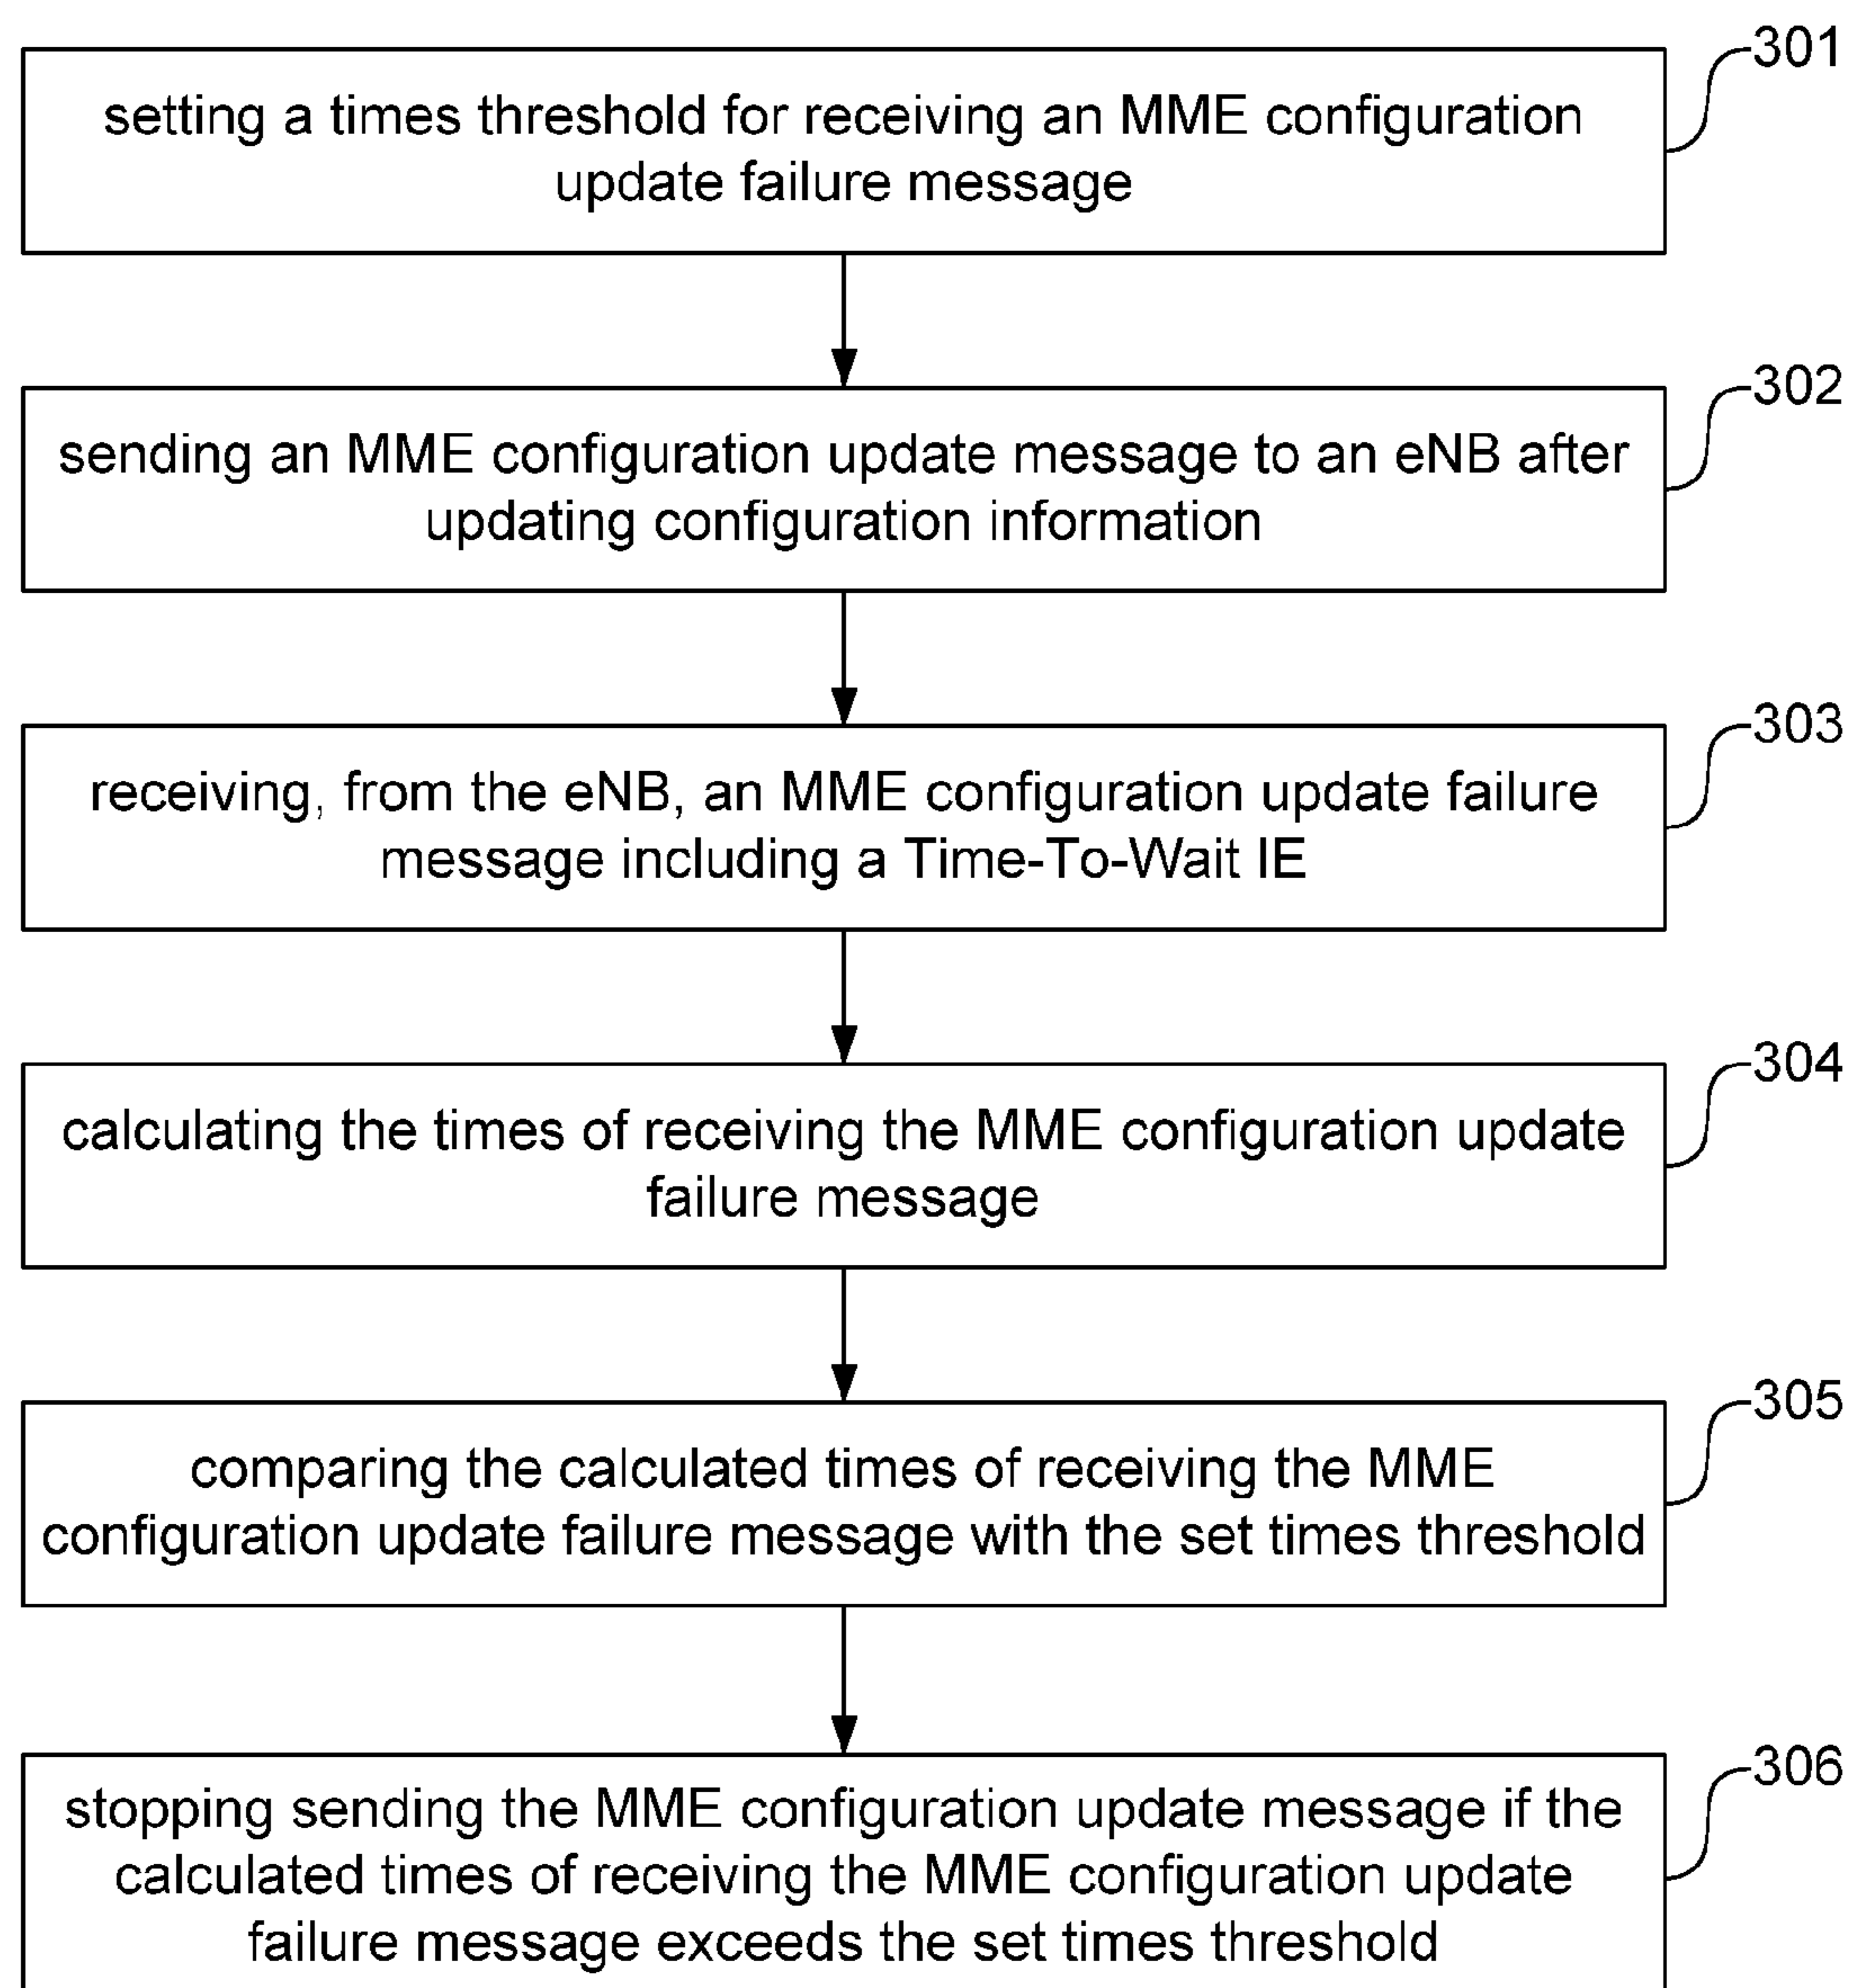 301
setting a times threshold for receiving an MME configuration
update failure message
302
sending an MME configuration update message to an eNB after
updating configuration information
303
receiving, from the eNB, an MME configuration update failure
message including a Time-To-Wait IE
304
calculating the times of receiving the MME configuration update
failure message
305
comparing the calculated times of receiving the MME
configuration update failure message with the set times threshold
306
stopping sending the MME configuration update message if the
calculated times of receiving the MME configuration update
failure message exceeds the set times threshold